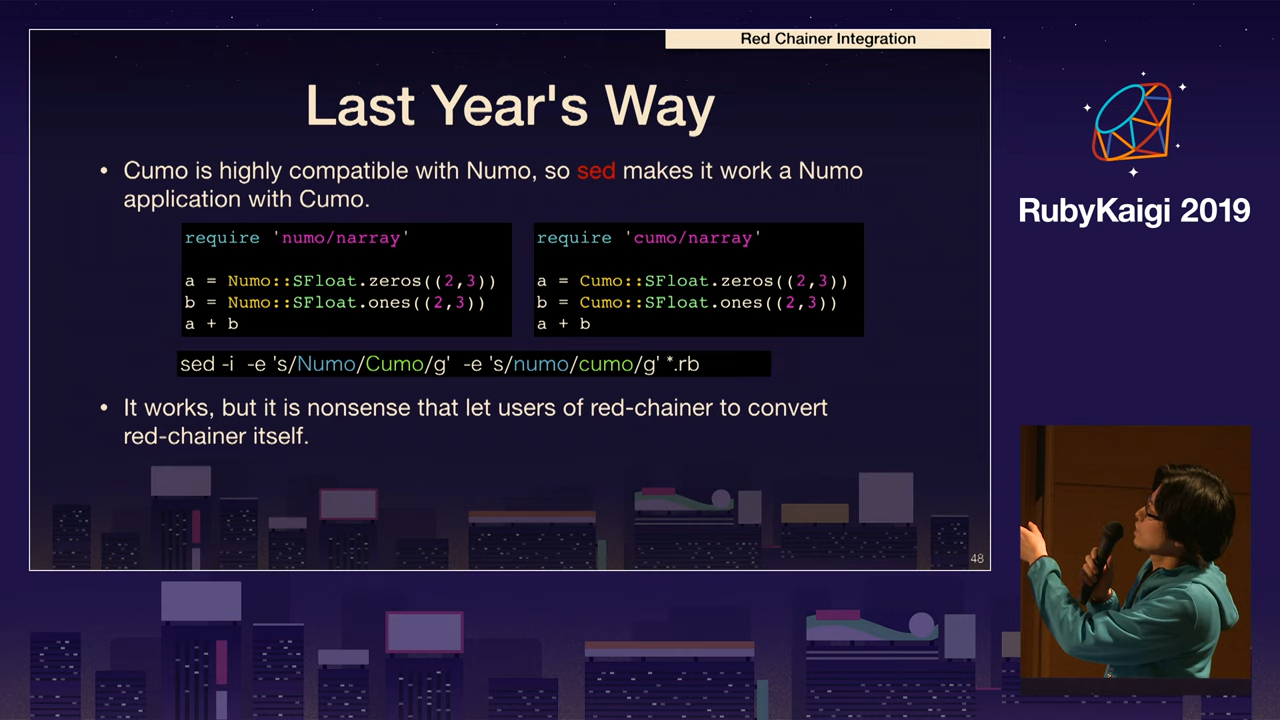 Red Chainer Integration
Last Year's Way
• Cumo is highly compatible with Numo, so sed makes it work a Numo
application with Cumo.
require 'numo/narray'
a = Numo::SFloat.zeros((2,3))
b = Numo::SFloat.ones((2,3))
a + b
require 'cumo/narray'
a = Cumo::SFloat.zeros((2,3))
b = Cumo::SFloat.ones((2,3))
a + b
sed -i -e 's/Numo/Cumo/g' -e 's/numo/cumo/g' *.rb
• It works, but it is nonsense that let users of red-chainer to convert
red-chainer itself.
48
RubyKaigi 2019